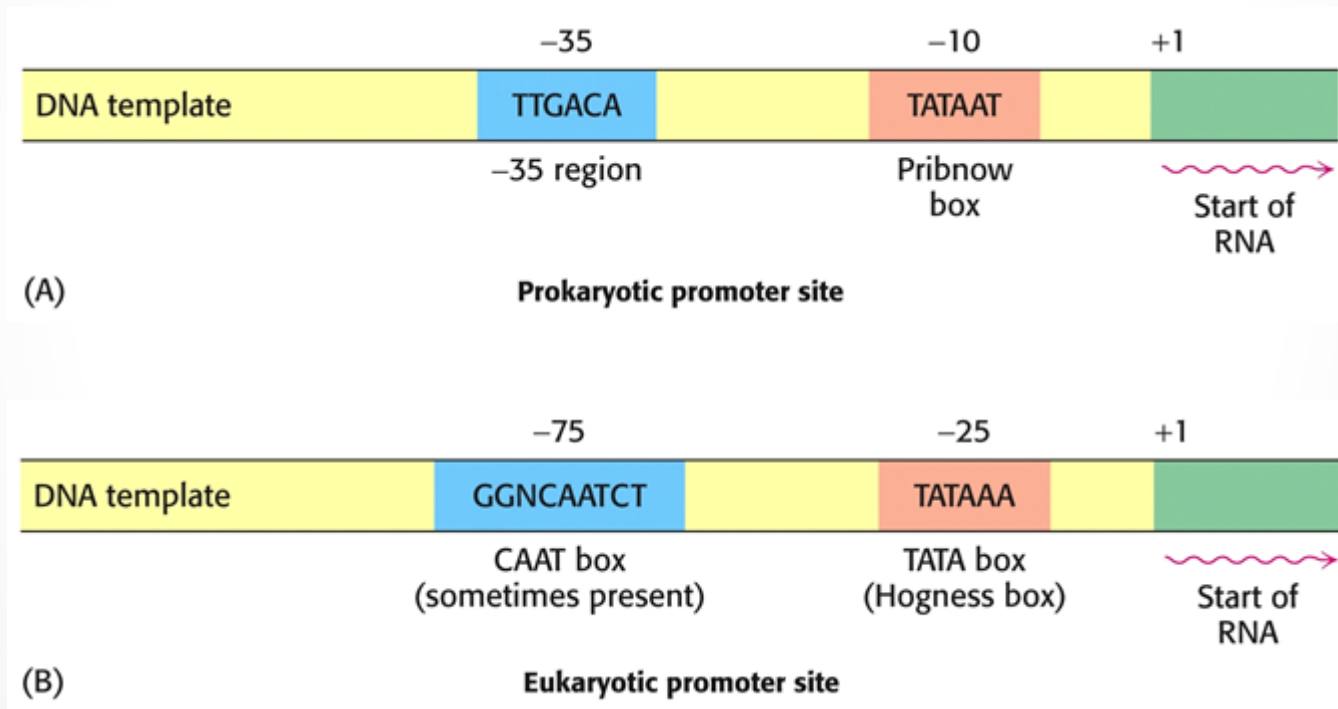 −35 −10 +1
DNA template TTGACA TATAAT
−35 region Pribnow
box
Start of
RNA
(A) Prokaryotic promoter site
−75 −25 +1
DNA template GGNCAATCT TATAAA
CAAT box TATA box
(sometimes present) (Hogness box) Start of
RNA
(B) Eukaryotic promoter site